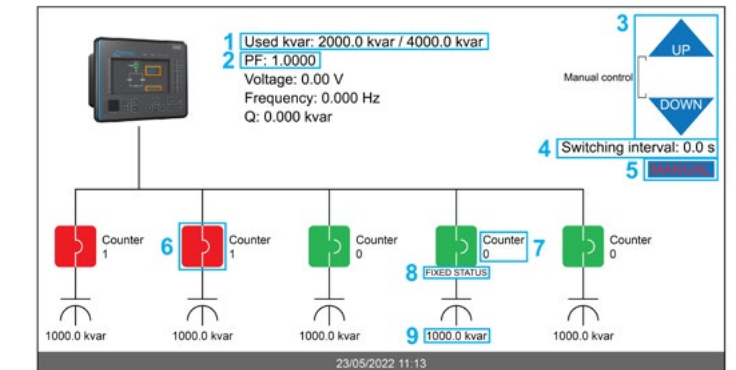 1 Used kvar: 2000.0 kvar / 4000.0 kvar
2 PF: 1.0000
Voltage: 0.00 V
Frequency: 0.000 Hz
Q: 0.000 kvar
3
UP
Manual control
DOWN
4 Switching interval: 0.0 s
5 MANUAL
Counter
1
6
Counter
1
Counter
0
Counter
0
7
Counter
0
8 FIXED STATUS
1000.0 kvar
1000.0 kvar
1000.0 kvar
9 1000.0 kvar
1000.0 kvar
23/05/2022 11:13